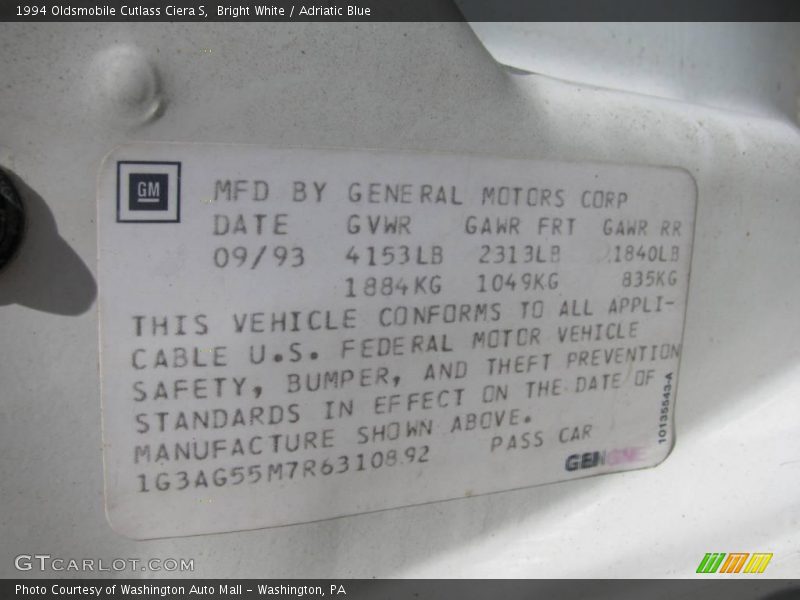 1994 Oldsmobile Cutlass Ciera S, Bright White / Adriatic Blue
GM
MFD BY GENERAL MOTORS CORP
DATE GVWR GAWR FRT GAWR RR
09/93 4153LB 2313LB 1840LB
1884KG 1049KG 835KG
THIS VEHICLE CONFORMS TO ALL APPLI-
CABLE U.S. FEDERAL MOTOR VEHICLE
SAFETY, BUMPER, AND THEFT PREVENTION
STANDARDS IN EFFECT ON THE DATE OF
MANUFACTURE SHOWN ABOVE.
1G3AG55M7R6310892 PASS CAR
GENGME
10135543-A
GTCARLOT.COM
Photo Courtesy of Washington Auto Mall - Washington, PA